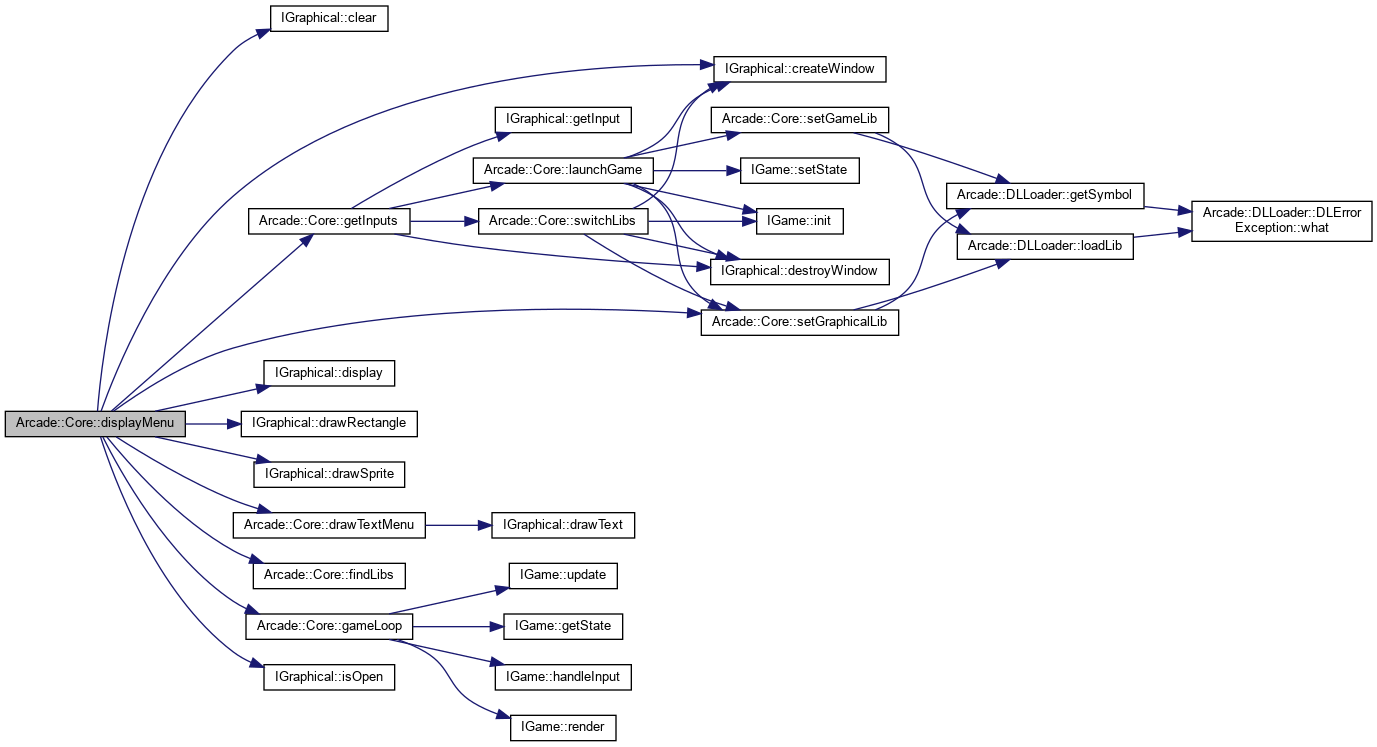 IGraphical::clear
IGraphical::createWindow
IGraphical::getInput
Arcade::Core::setGameLib
Arcade::Core::launchGame
IGame::setState
Arcade::DLLoader::getSymbol
Arcade::Core::getInputs
Arcade::Core::switchLibs
IGame::init
Arcade::DLLoader::DLError
Exception::what
Arcade::DLLoader::loadLib
IGraphical::destroyWindow
Arcade::Core::setGraphicalLib
IGraphical::display
Arcade::Core::displayMenu
IGraphical::drawRectangle
IGraphical::drawSprite
Arcade::Core::drawTextMenu
IGraphical::drawText
Arcade::Core::findLibs
IGame::update
Arcade::Core::gameLoop
IGame::getState
IGraphical::isOpen
IGame::handleInput
IGame::render